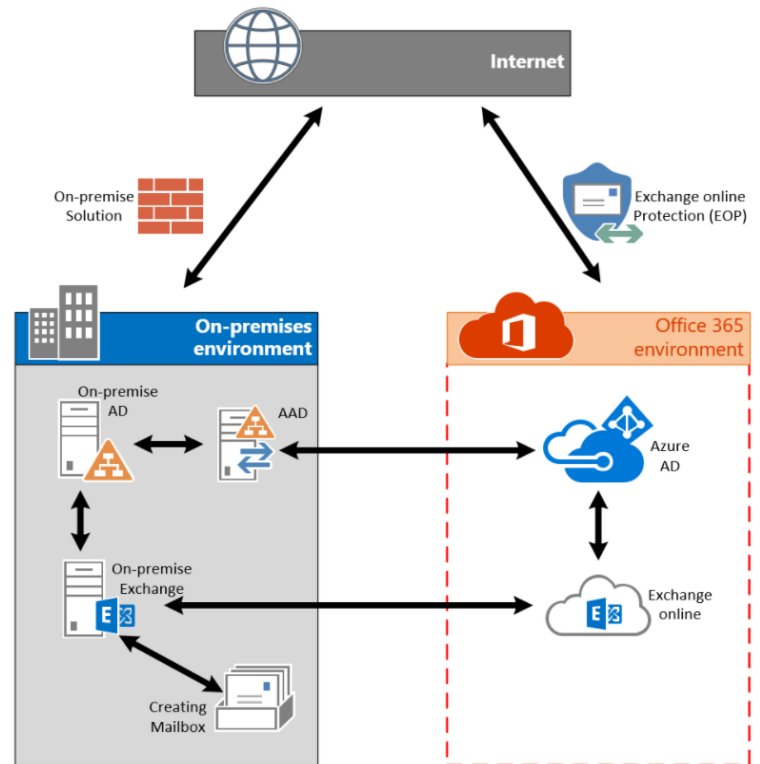 Internet
On-premise
Solution
Exchange online
Protection (EOP)
On-premises
environment
Office 365
environment
On-premise
AD
AAD
Azure
AD
On-premise
Exchange
E
Exchange
online
E
Creating
Mailbox